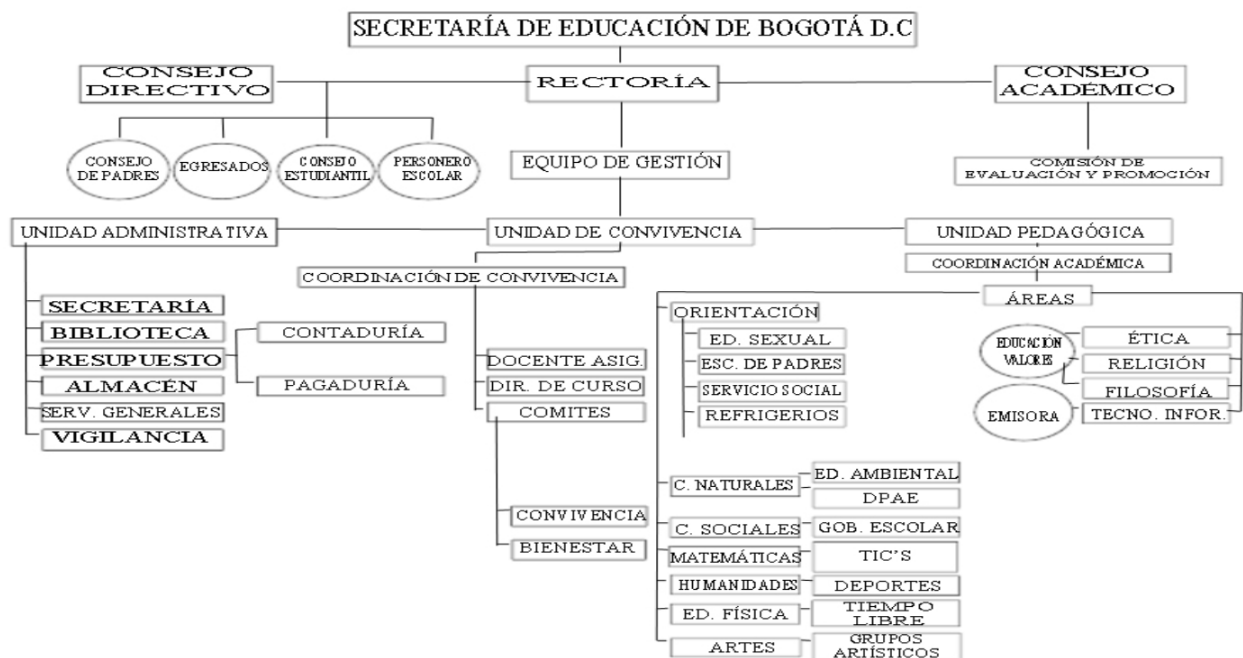 SECRETARÍA DE EDUCACIÓN DE BOGOTÁ D.C
CONSEJO
DIRECTIVO
RECTORÍA
CONSEJO
ACADÉMICO
CONSEJO
DE PADRES
EGRESADOS
CONSEJO
ESTUDIANTIL
PERSONERO
ESCOLAR
EQUIPO DE GESTIÓN
COMISIÓN DE
EVALUACIÓN Y PROMOCIÓN
UNIDAD ADMINISTRATIVA
UNIDAD DE CONVIVENCIA
UNIDAD PEDAGÓGICA
COORDINACIÓN DE CONVIVENCIA
COORDINACIÓN ACADÉMICA
ÁREAS
SECRETARÍA
BIBLIOTECA
PRESUPUESTO
ALMACÉN
SERV. GENERALES
VIGILANCIA
CONTADURÍA
PAGADURÍA
DOCENTE ASIG.
DIR. DE CURSO
COMITES
CONVIVENCIA
BIENESTAR
ORIENTACIÓN
ED. SEXUAL
ESC. DE PADRES
SERVICIO SOCIAL
REFRIGERIOS
EDUCACIÓN
VALORES
EMISORA
ÉTICA
RELIGIÓN
FILOSOFÍA
TECNO. INFOR.
C. NATURALES
ED. AMBIENTAL
DPAE
C. SOCIALES
GOB. ESCOLAR
MATEMÁTICAS
TIC'S
HUMANIDADES
DEPORTES
ED. FÍSICA
TIEMPO
LIBRE
ARTES
GRUPOS
ARTÍSTICOS